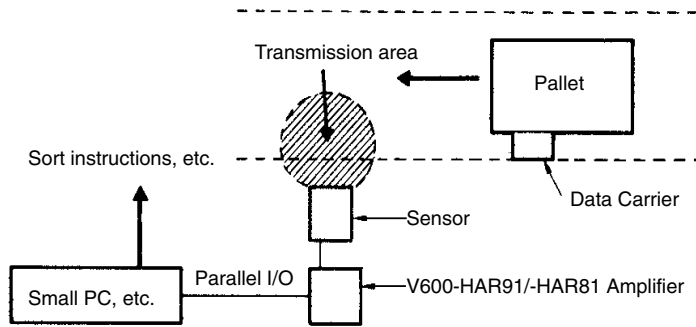 Transmission area
Pallet
Sort instructions, etc.
Data Carrier
Sensor
Parallel I/O
Small PC, etc.
V600-HAR91/-HAR81 Amplifier